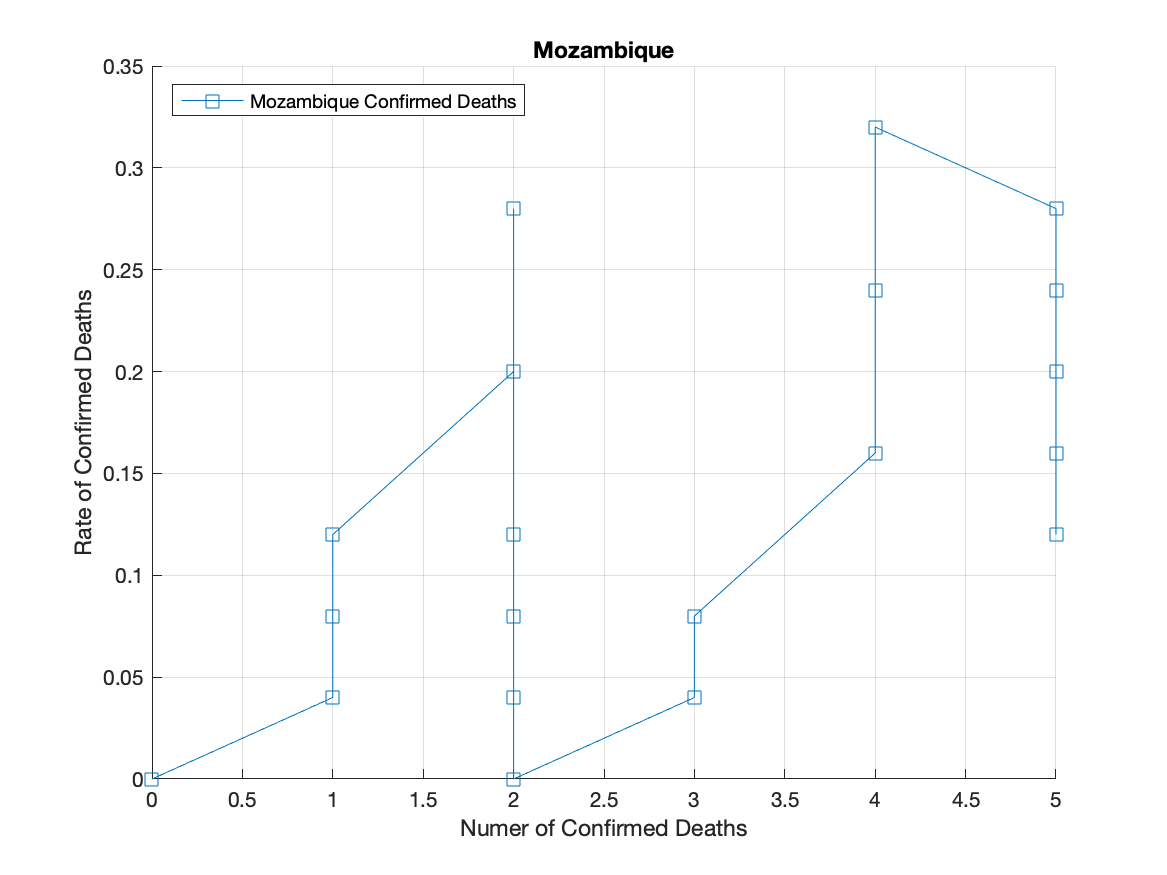 Mozambique
Mozambique Confirmed Deaths
Rate of Confirmed Deaths
0.35
0.3
0.25
0.2
0.15
0.1
0.05
0
0 0.5 1 1.5 2 2.5 3 3.5 4 4.5 5
Numer of Confirmed Deaths